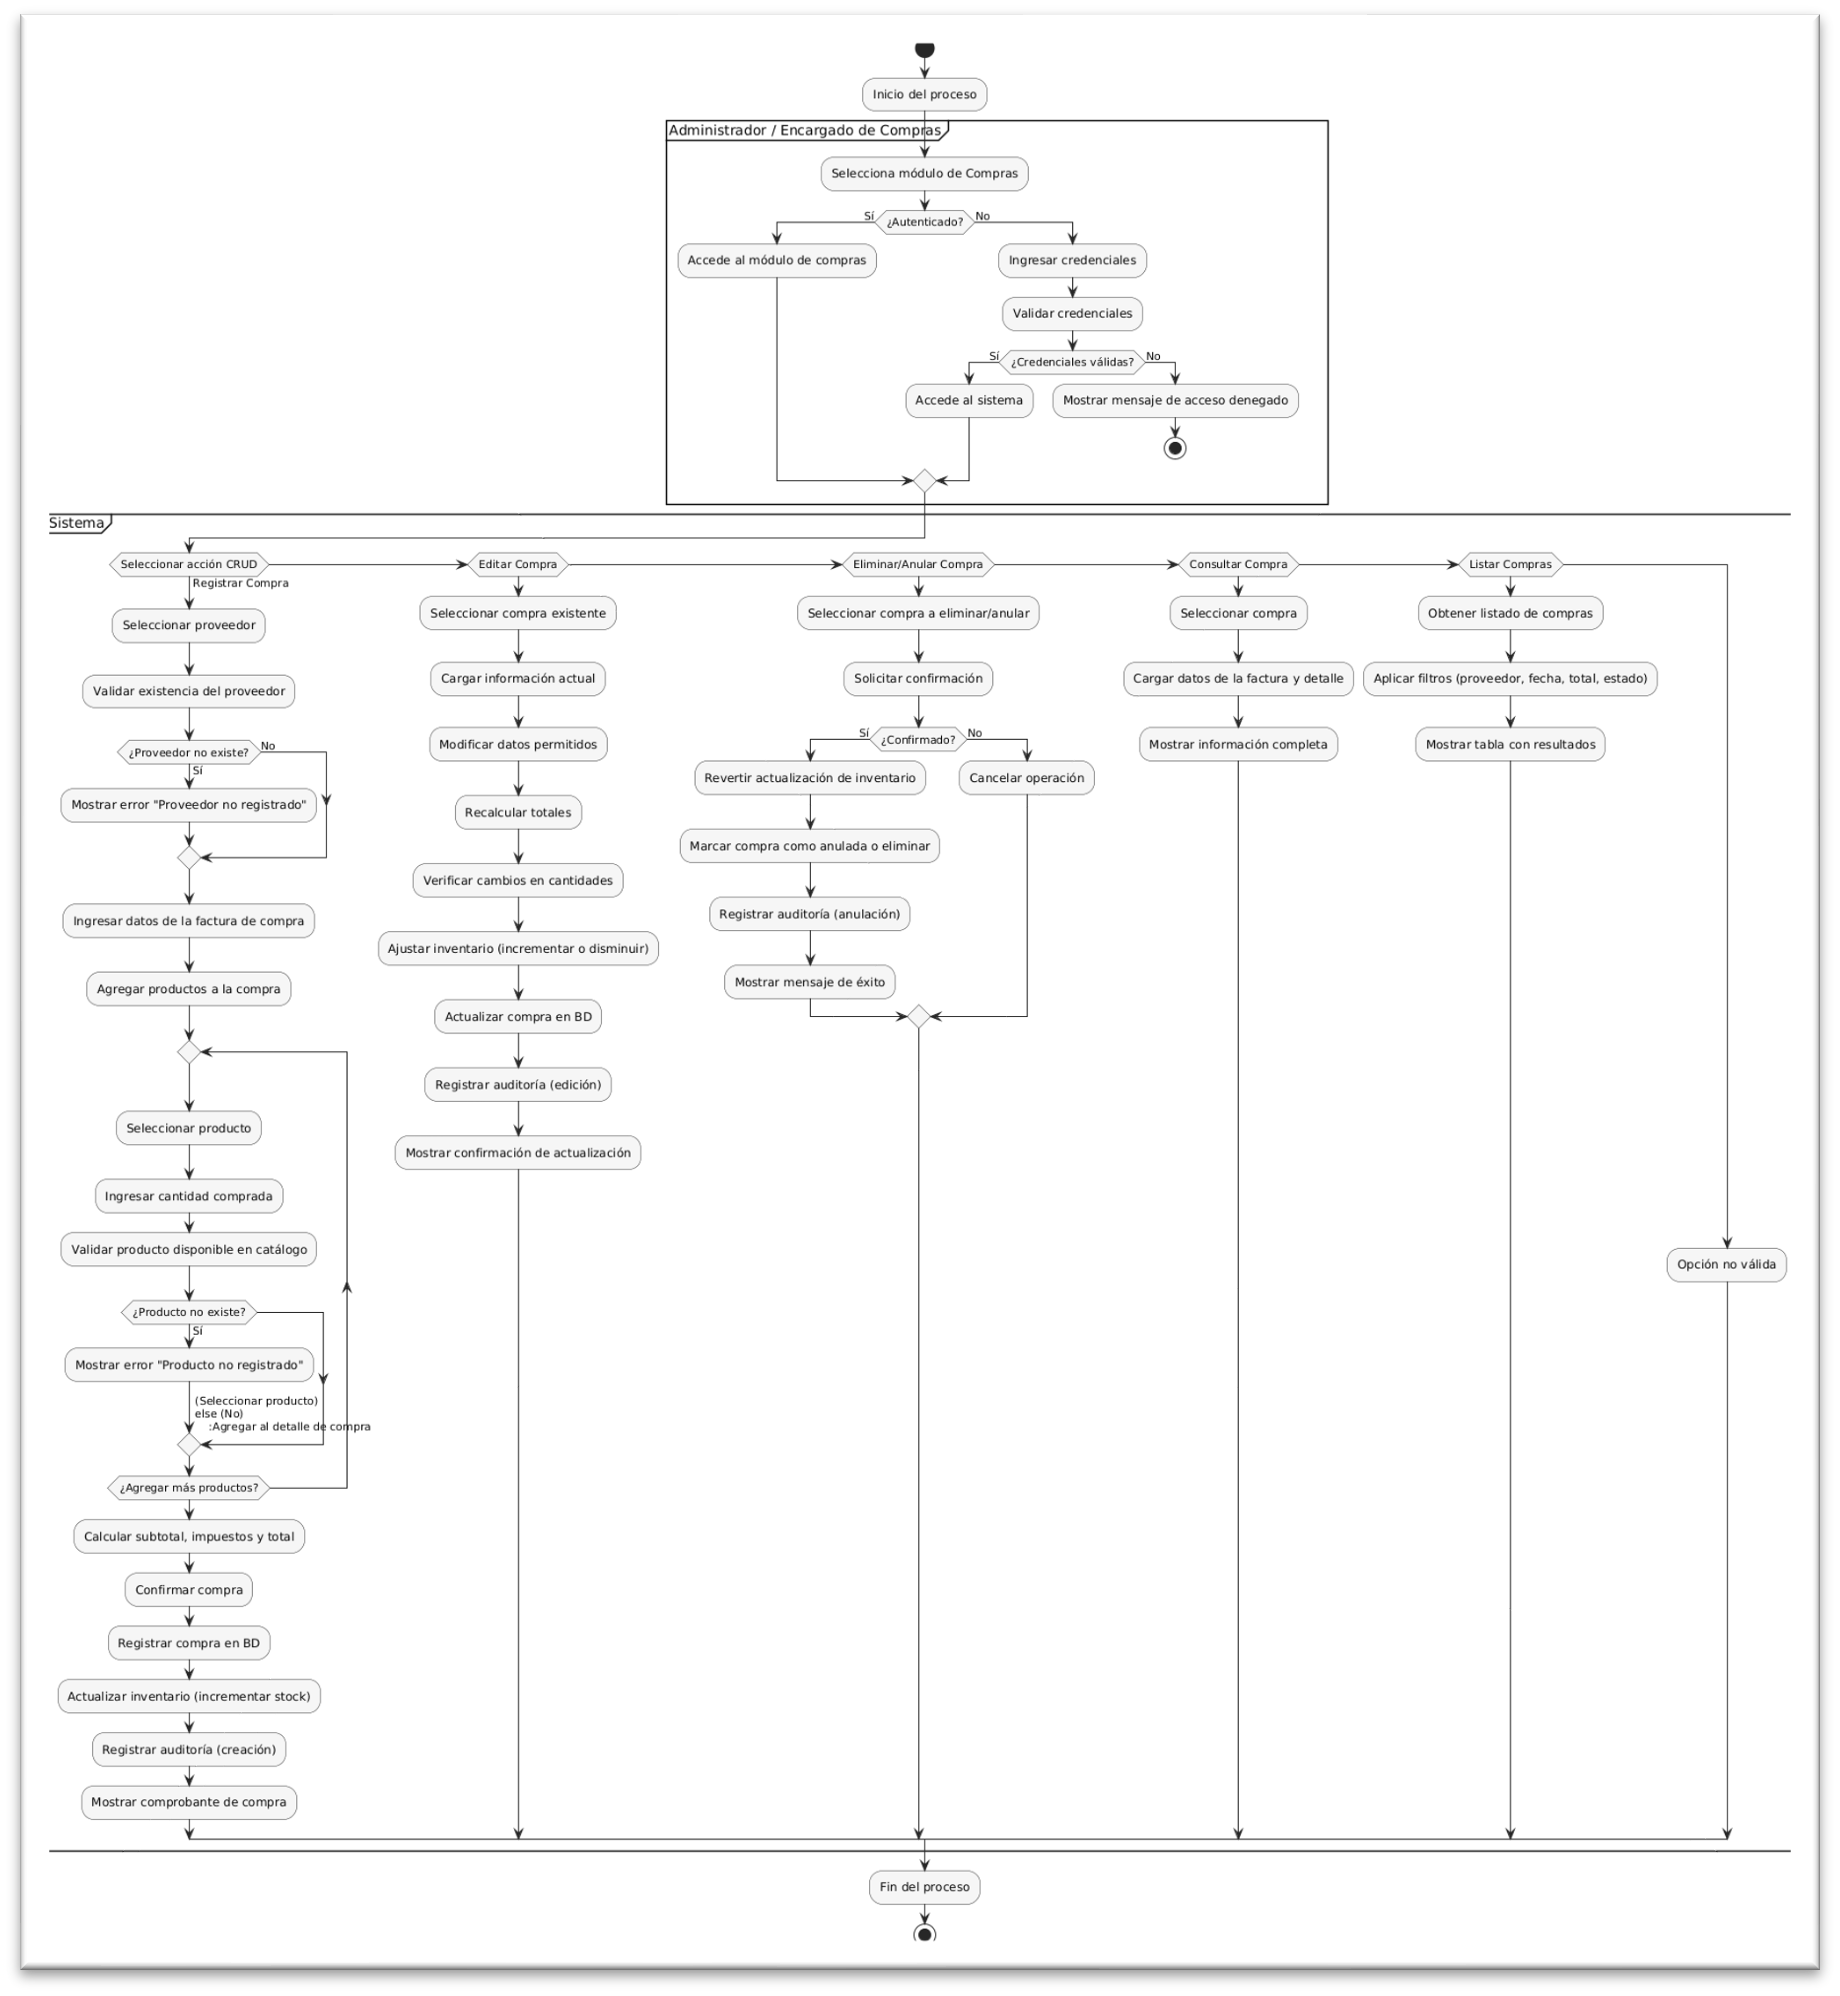 Inicio del proceso
Administrador / Encargado de Compras
Selecciona módulo de Compras
¿Autenticado?
Sí
No
Accede al módulo de compras
Ingresar credenciales
Validar credenciales
¿Credenciales válidas?
Sí
No
Accede al sistema
Mostrar mensaje de acceso denegado
Sistema
Seleccionar acción CRUD
Registrar Compra
Seleccionar proveedor
Validar existencia del proveedor
¿Proveedor no existe?
No
Sí
Mostrar error "Proveedor no registrado"
Ingresar datos de la factura de compra
Agregar productos a la compra
Seleccionar producto
Ingresar cantidad comprada
Validar producto disponible en catálogo
¿Producto no existe?
Sí
Mostrar error "Producto no registrado"
(Seleccionar producto)
else (No)
:Agregar al detalle de compra
¿Agregar más productos?
Calcular subtotal, impuestos y total
Confirmar compra
Registrar compra en BD
Actualizar inventario (incrementar stock)
Registrar auditoría (creación)
Mostrar comprobante de compra
Editar Compra
Seleccionar compra existente
Cargar información actual
Modificar datos permitidos
Recalcular totales
Verificar cambios en cantidades
Ajustar inventario (incrementar o disminuir)
Actualizar compra en BD
Registrar auditoría (edición)
Mostrar confirmación de actualización
Eliminar/Anular Compra
Seleccionar compra a eliminar/anular
Solicitar confirmación
¿Confirmado?
Sí
No
Revertir actualización de inventario
Marcar compra como anulada o eliminar
Registrar auditoría (anulación)
Mostrar mensaje de éxito
Cancelar operación
Consultar Compra
Seleccionar compra
Cargar datos de la factura y detalle
Mostrar información completa
Listar Compras
Obtener listado de compras
Aplicar filtros (proveedor, fecha, total, estado)
Mostrar tabla con resultados
Opción no válida
Fin del proceso